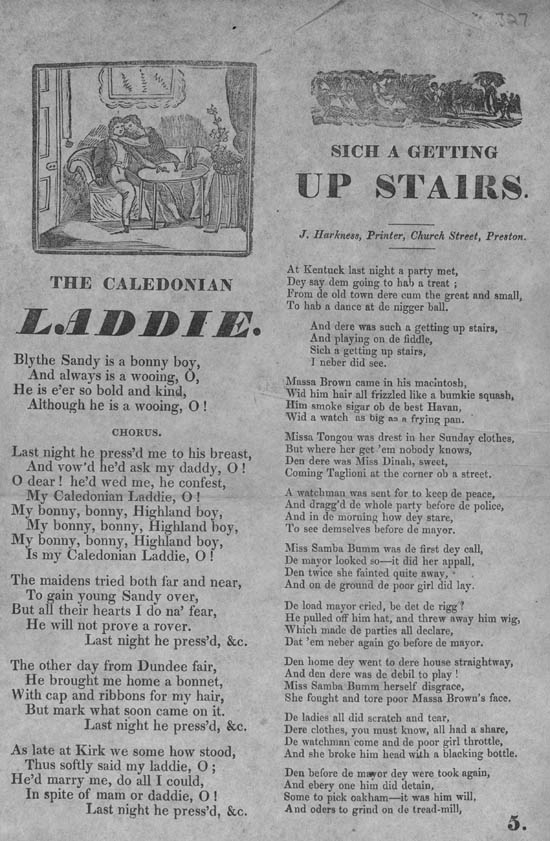 327
THE CALEDONIAN
LADDIE.
Blythe Sandy is a bonny boy,
And always is a wooing, O,
He is e'er so bold and kind,
Although he is a wooing, O !
CHORUS.
Last night he press'd me to his breast,
And vow'd he'd ask my daddy, O !
O dear ! he'd wed me, he confest,
My Caledonian Laddie, O !
My bonny, bonny, Highland boy,
My bonny, bonny, Highland boy,
My bonny, bonny, Highland boy,
Is my Caledonian Laddie, O !
The maidens tried both far and near,
To gain young Sandy over,
But all their hearts I do na' fear,
He will not prove a rover.
Last night he press'd, &c.
The other day from Dundee fair,
He brought me home a bonnet,
With cap and ribbons for my hair,
But mark what soon came on it.
Last night he press'd, &c.
As late at Kirk we some how stood,
Thus softly said my laddie, O ;
He'd marry me, do all I could,
In spite of mam or daddie, O !
Last night he press'd, &c.
SICH A GETTING
UP STAIRS.
J. Harkness, Printer, Church Street, Preston.
At Kentuck last night a party met,
Dey say dem going to hab a treat ;
From de old town dere cum the great and small,
To hab a dance at de nigger ball.
And dere was such a getting up stairs,
And playing on de fiddle,
Sich a getting up stairs,
I neber did see.
Massa Brown came in his macintosh,
Wid him hair all frizzled like a bumkie squash,
Him smoke sigar ob de best Havan,
Wid a watch as big as a frying pan.
Missa Tongou was drest in her Sunday clothes,
But where her get 'em nobody knows,
Den dere was Miss Dinah, sweet,
Coming Taglioni at the corner ob a street.
A watchman was sent for to keep de peace,
And dragg'd de whole party before de police,
And in de morning how dey stare,
To see demselves before de mayor.
Miss Samba Bumm was de first dey call,
De mayor looked so—it did her appall,
Den twice she fainted quite away,
And on de ground de poor girl did lay.
De load mayor cried, be det de rigg?
He pulled off him hat, and threw away him wig,
Which made de parties all declare,
Dat 'em neber again go before de mayor.
Den home dey went to dere house straightway,
And den dere was de debil to play !
Miss Samba Bumm herself disgrace,
She fought and tore poor Massa Brown's face.
De ladies all did scratch and tear,
Dere clothes, you must know, all had a share,
De watchman come and de poor girl throttle,
And she broke him head with a blacking bottle.
Den before de mayor dey were took again,
And ebery one him did detain,
Some to pick oakham—it was him will,
And oders to grind on de tread-mill,
5.